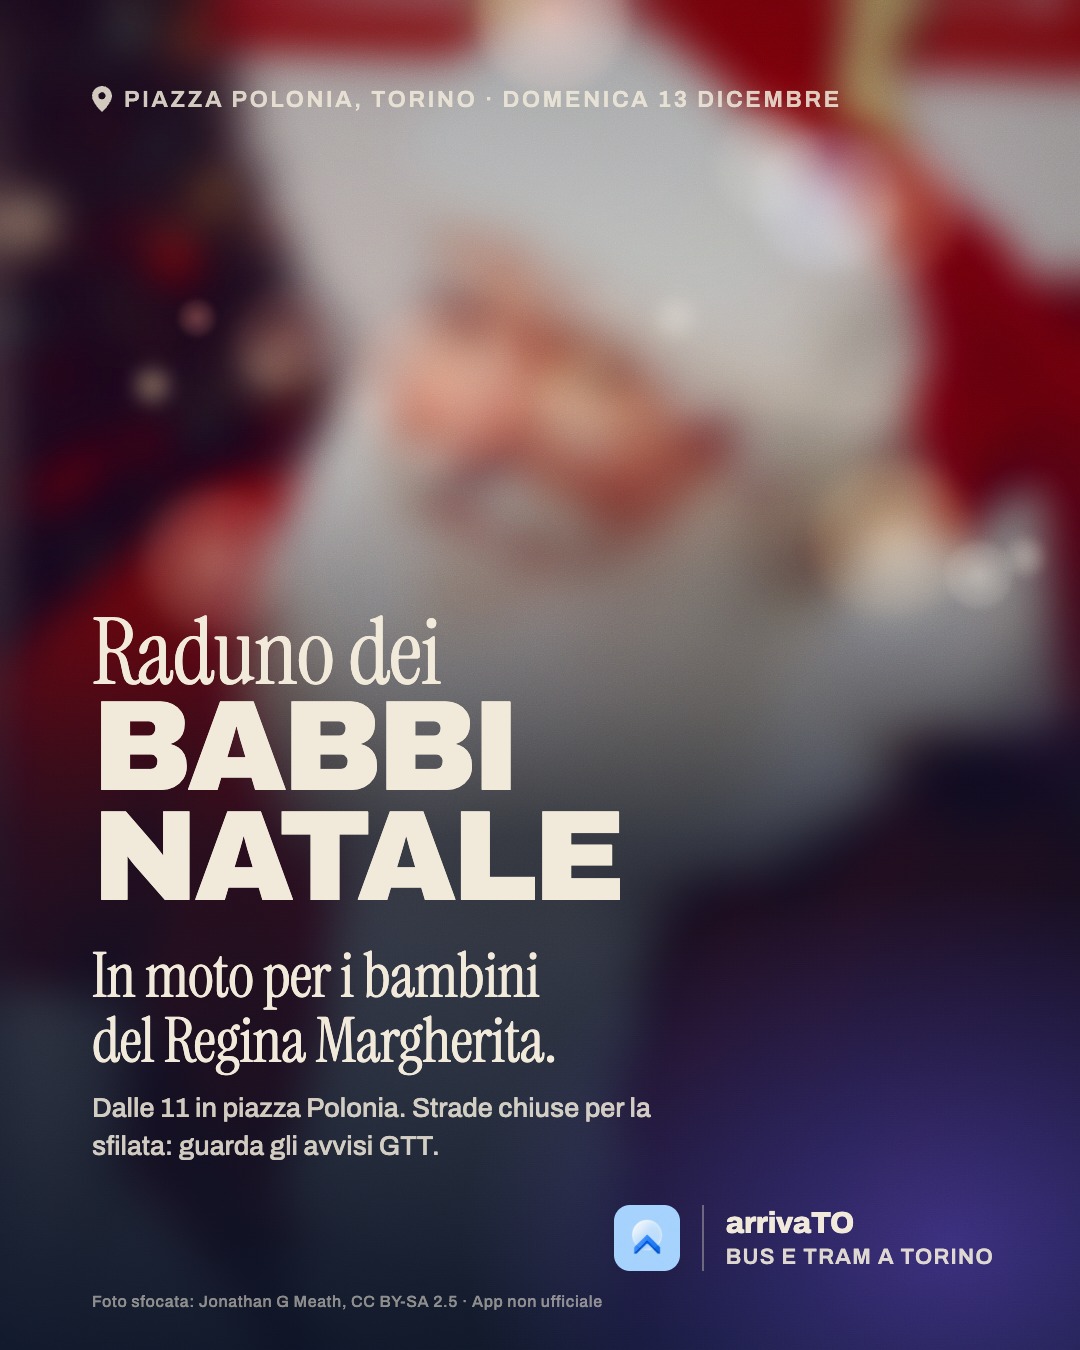 PIAZZA POLONIA, TORINO · DOMENICA 13 DICEMBRE
Raduno dei
BABBI
NATALE
In moto per i bambini
del Regina Margherita.
Dalle 11 in piazza Polonia. Strade chiuse per la
sfilata: guarda gli avvisi GTT.
arrivaTO
BUS E TRAM A TORINO
Foto sfocata: Jonathan G Meath, CC BY-SA 2.5 · App non ufficiale